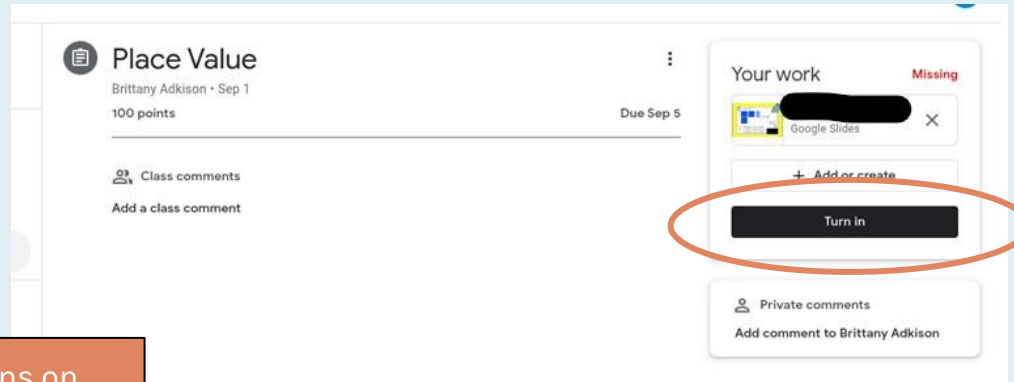 Place Value
Brittany Adkison • Sep 1
100 points Due Sep 5
Class comments
Add a class comment
Your work Missing
Google Slides
+ Add or create
Turn in
Private comments
Add comment to Brittany Adkison
on